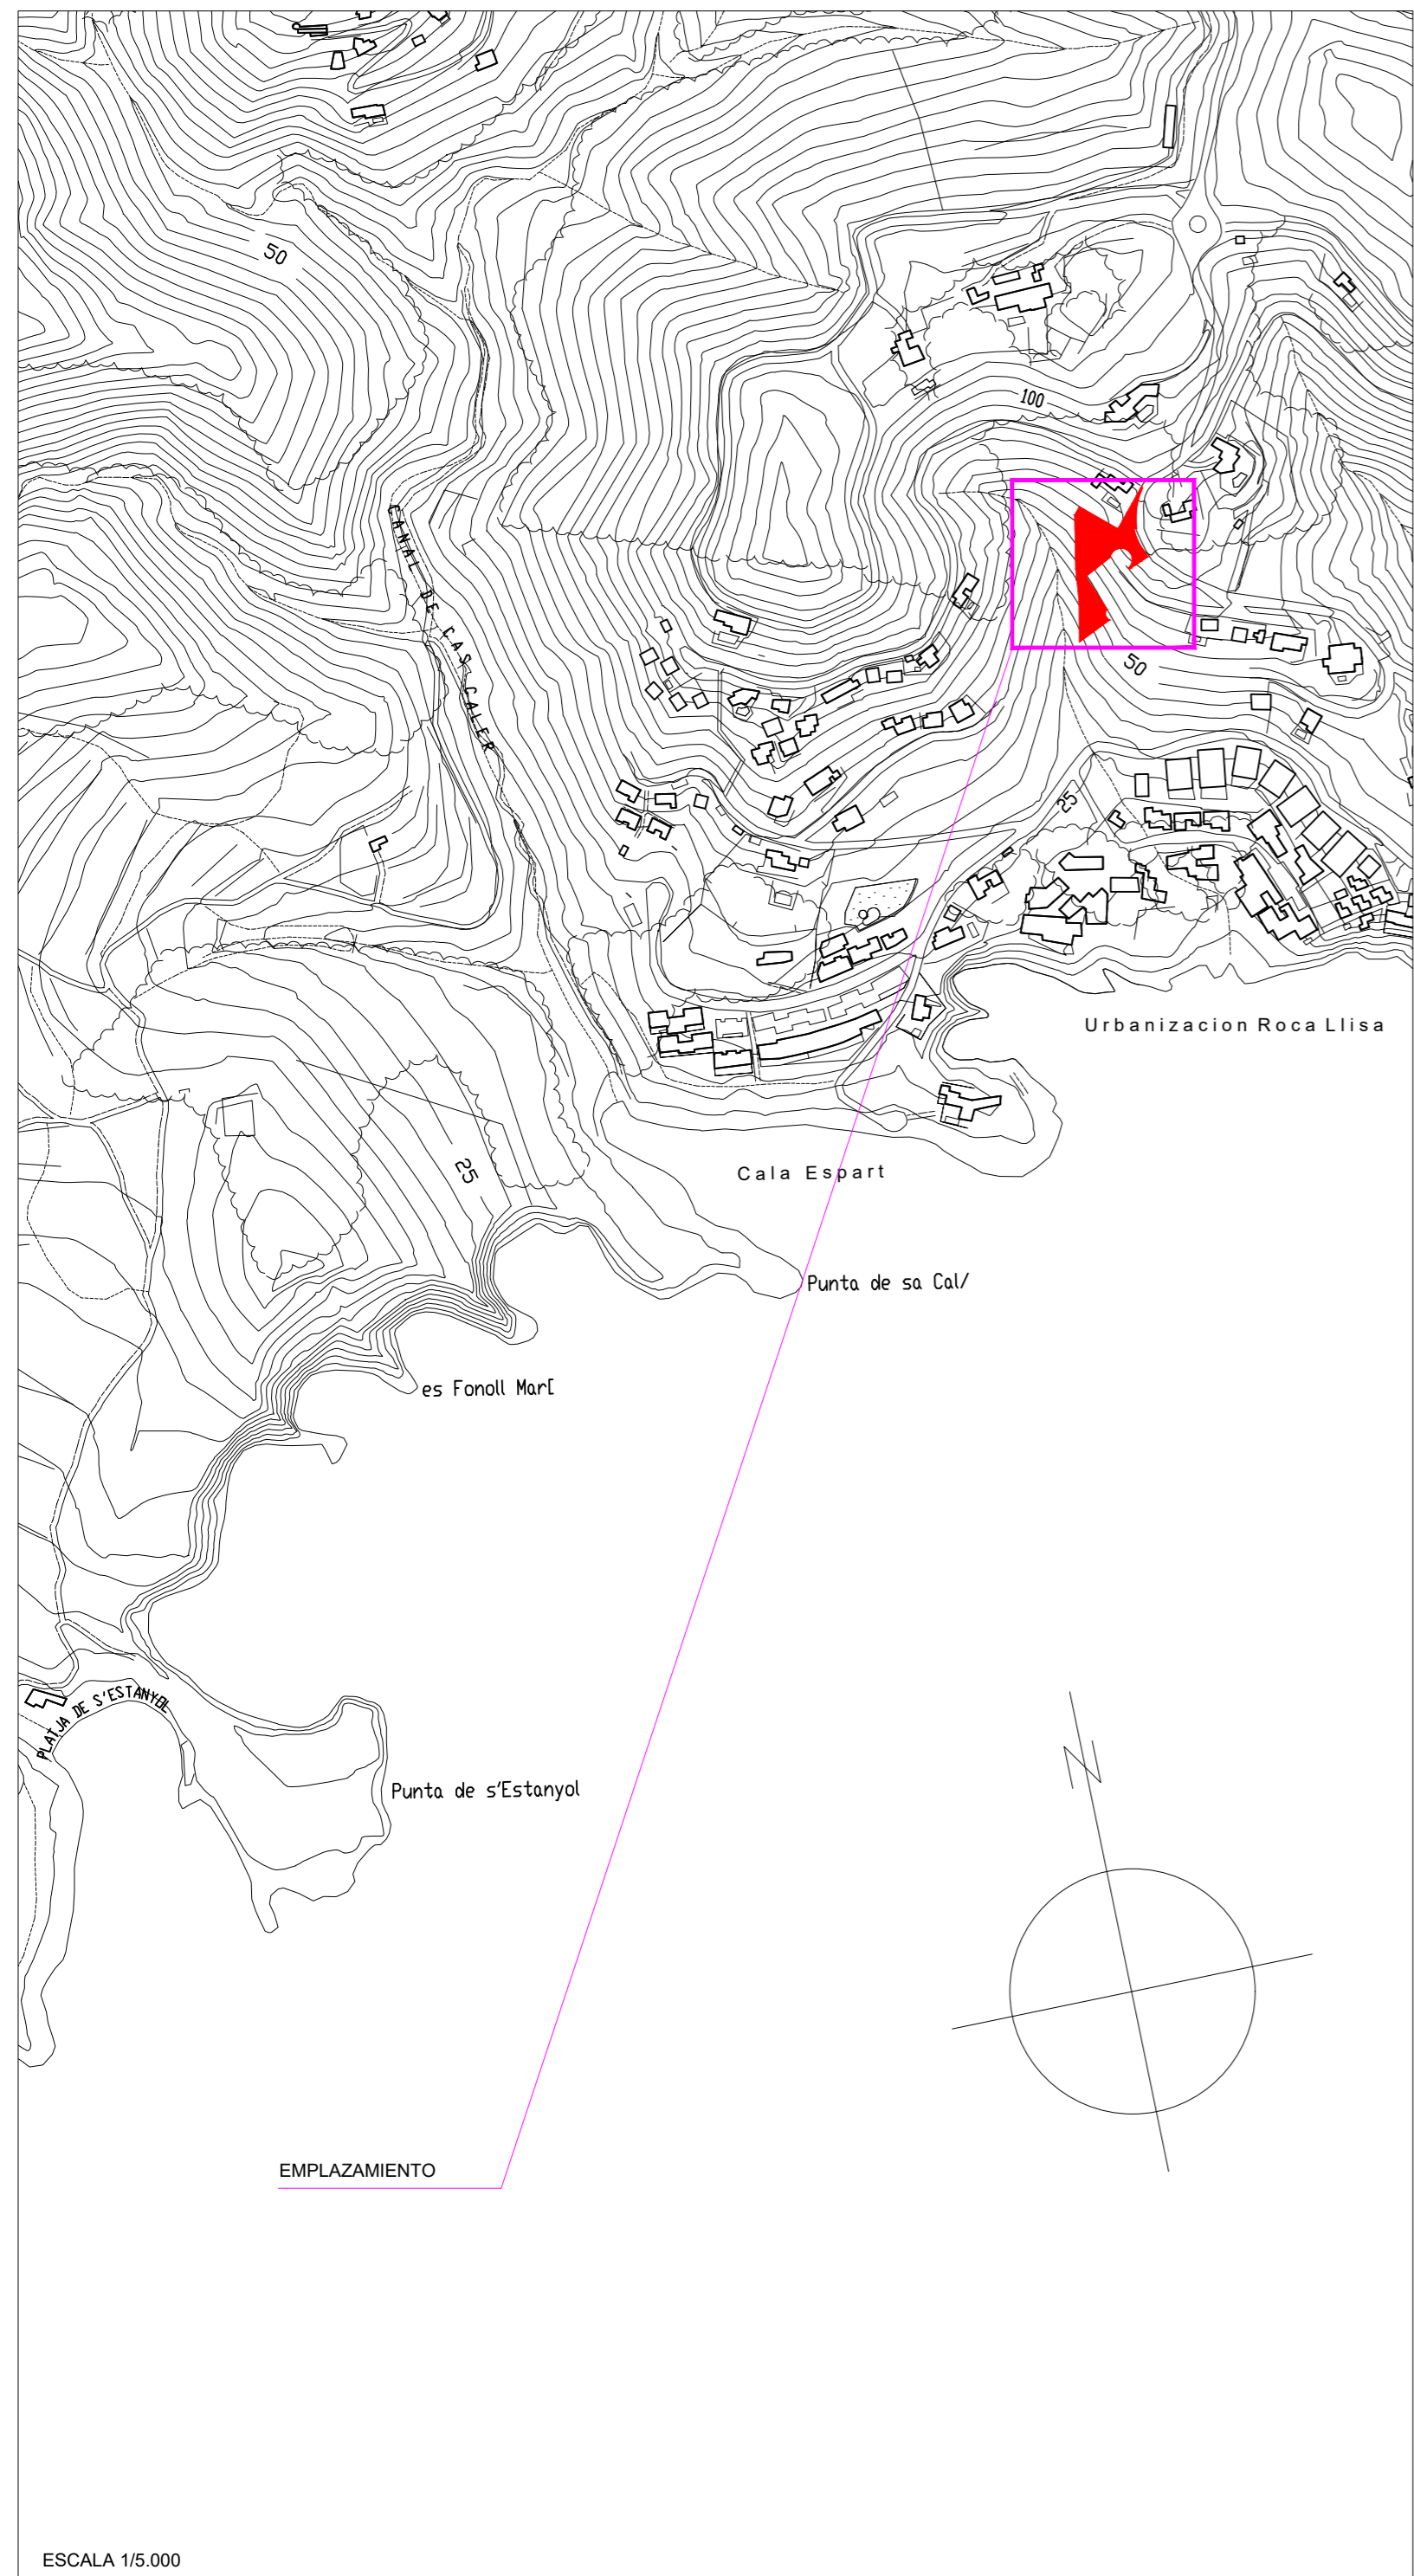 50
100
CANAL DE CAS CALER
50
25
Urbanizacion Roca Llisa
Cala Espart
25
Punta de sa Cal/
es Fonoll Mar[
PLATJA DE S'ESTANYOL
N
Punta de s'Estanyol
EMPLAZAMIENTO
ESCALA 1/5.000